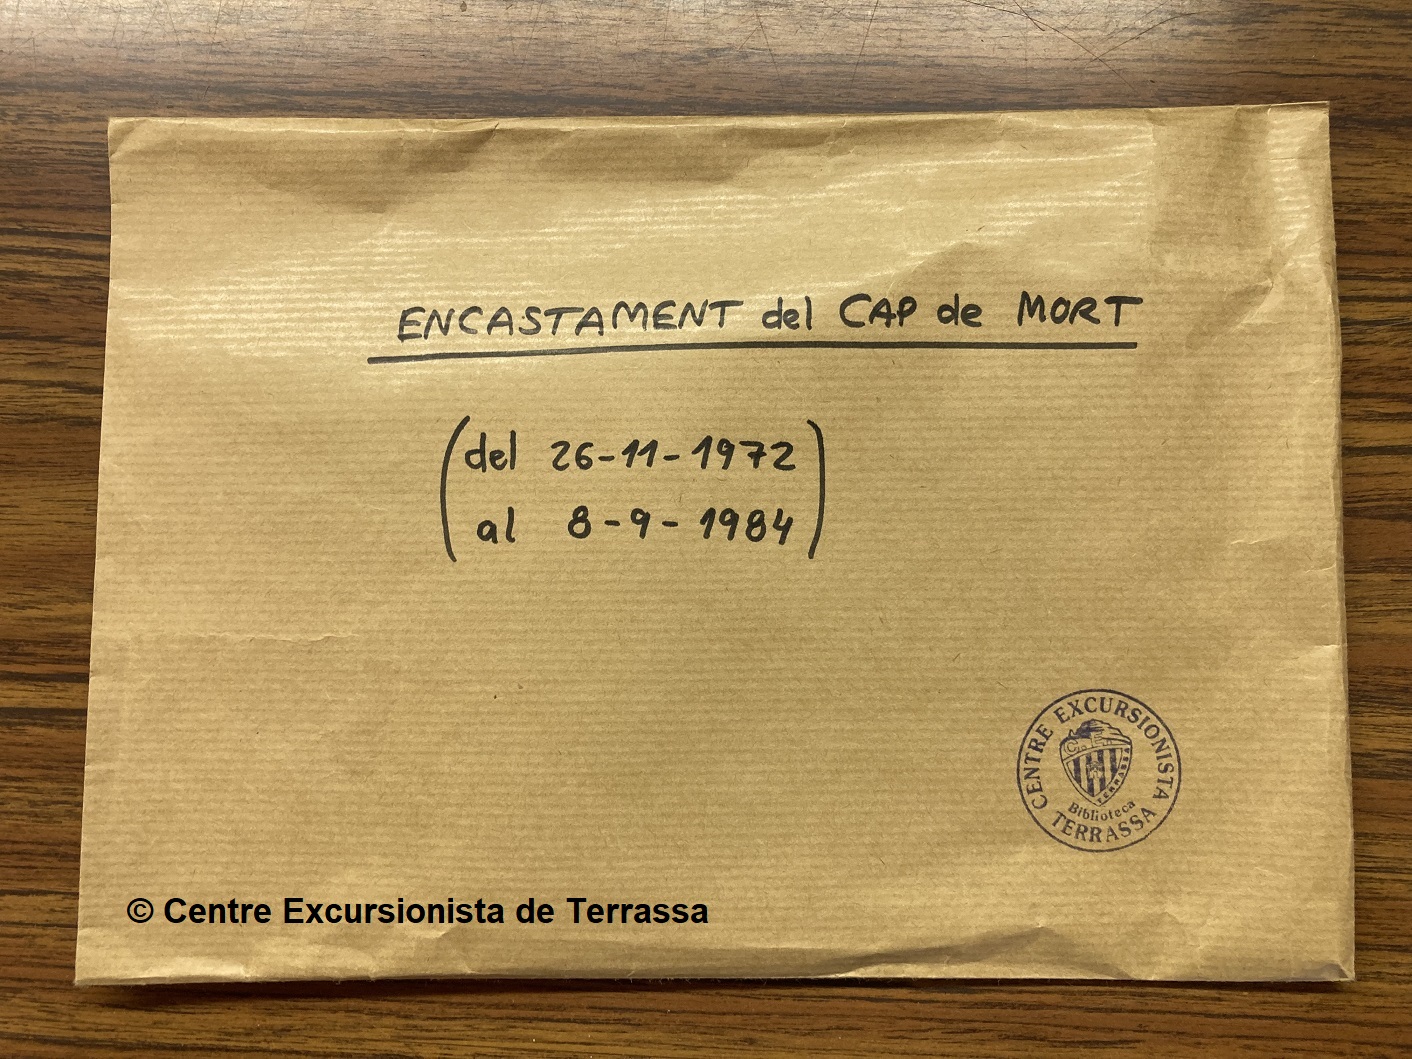 ENCASTAMENT del CAP de MORT
(del 26-11-1972
al 8-9-1984)
CENTRE EXCURSIONISTA
C. E.
TERRASSA
Biblioteca
TERRASSA
© Centre Excursionista de Terrassa